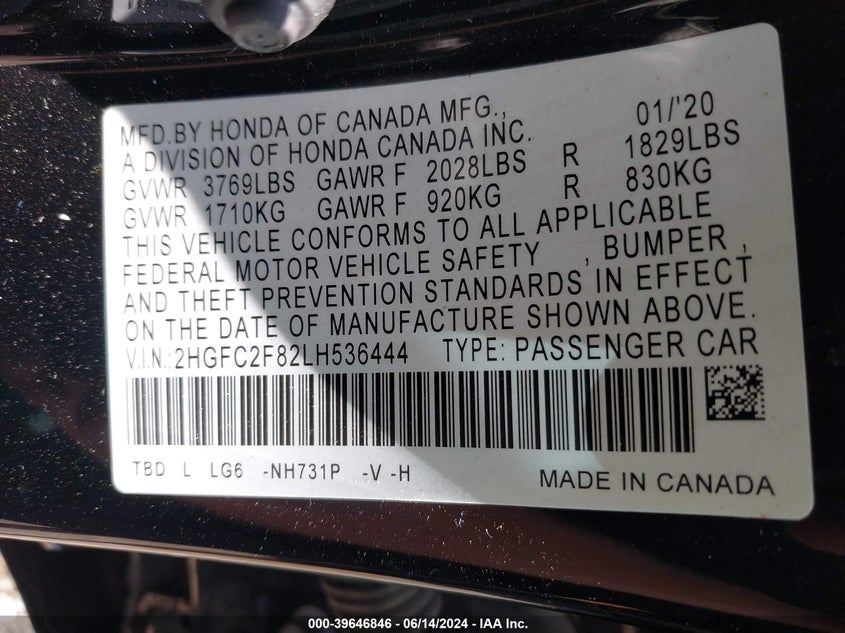 MFD.BY HONDA OF CANADA MFG., 01/'20
A DIVISION OF HONDA CANADA INC.
GVWR 3769LBS GAWR F 2028LBS R 1829LBS
GVWR 1710KG GAWR F 920KG R 830KG
THIS VEHICLE CONFORMS TO ALL APPLICABLE
FEDERAL MOTOR VEHICLE SAFETY , BUMPER ,
AND THEFT PREVENTION STANDARDS IN EFFECT
ON THE DATE OF MANUFACTURE SHOWN ABOVE.
V.I.N.:2HGFC2F82LH536444 TYPE: PASSENGER CAR
TBD L LG6 -NH731P -V -H
MADE IN CANADA
000-39646846 - 06/14/2024 - IAA Inc.